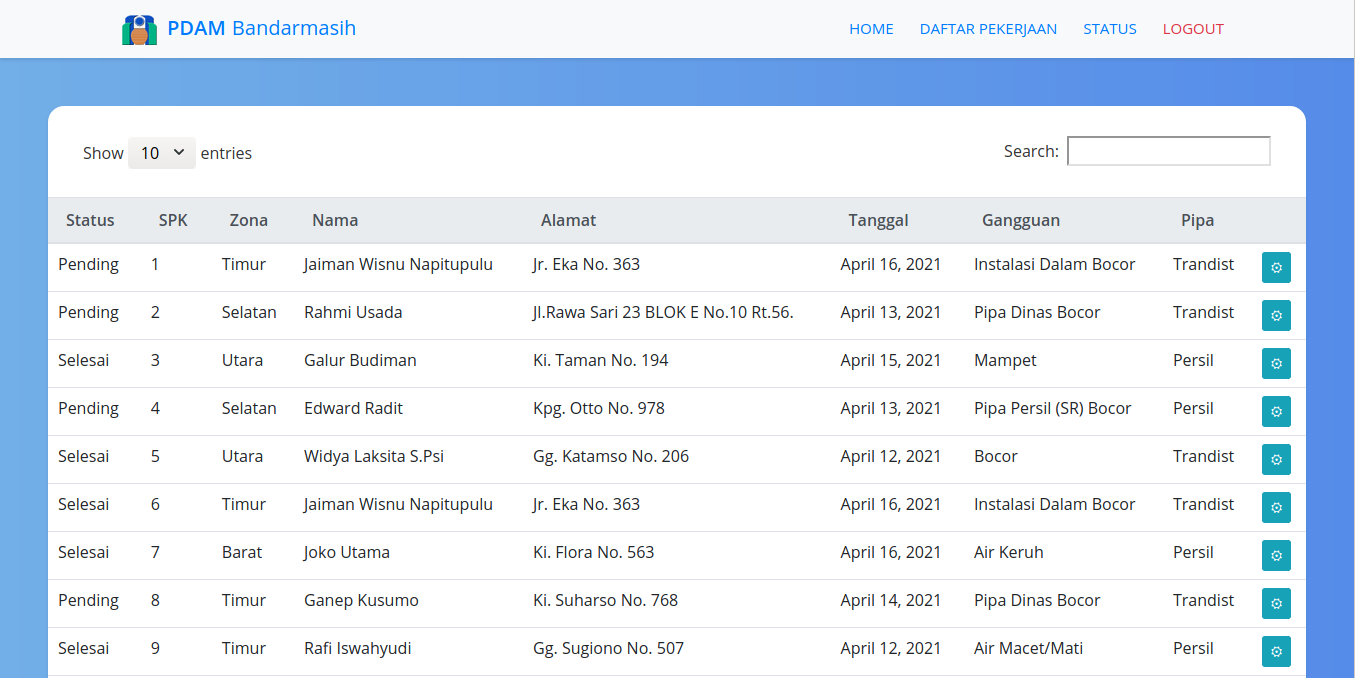 PDAM Bandarmasih HOME DAFTAR PEKERJAAN STATUS LOGOUT
Show 10 entries Search:
Status SPK Zona Nama Alamat Tanggal Gangguan Pipa
Pending 1 Timur Jaiman Wisnu Napitupulu Jr. Eka No. 363 April 16, 2021 Instalasi Dalam Bocor Trandist
Pending 2 Selatan Rahmi Usada Jl.Rawa Sari 23 BLOK E No.10 Rt.56. April 13, 2021 Pipa Dinas Bocor Trandist
Selesai 3 Utara Galur Budiman Ki. Taman No. 194 April 15, 2021 Mampet Persil
Pending 4 Selatan Edward Radit Kpg. Otto No. 978 April 13, 2021 Pipa Persil (SR) Bocor Persil
Selesai 5 Utara Widya Laksita S.Psi Gg. Katamso No. 206 April 12, 2021 Bocor Trandist
Selesai 6 Timur Jaiman Wisnu Napitupulu Jr. Eka No. 363 April 16, 2021 Instalasi Dalam Bocor Trandist
Selesai 7 Barat Joko Utama Ki. Flora No. 563 April 16, 2021 Air Keruh Persil
Pending 8 Timur Ganep Kusumo Ki. Suharso No. 768 April 14, 2021 Pipa Dinas Bocor Trandist
Selesai 9 Timur Rafi Iswahyudi Gg. Sugiono No. 507 April 12, 2021 Air Macet/Mati Persil